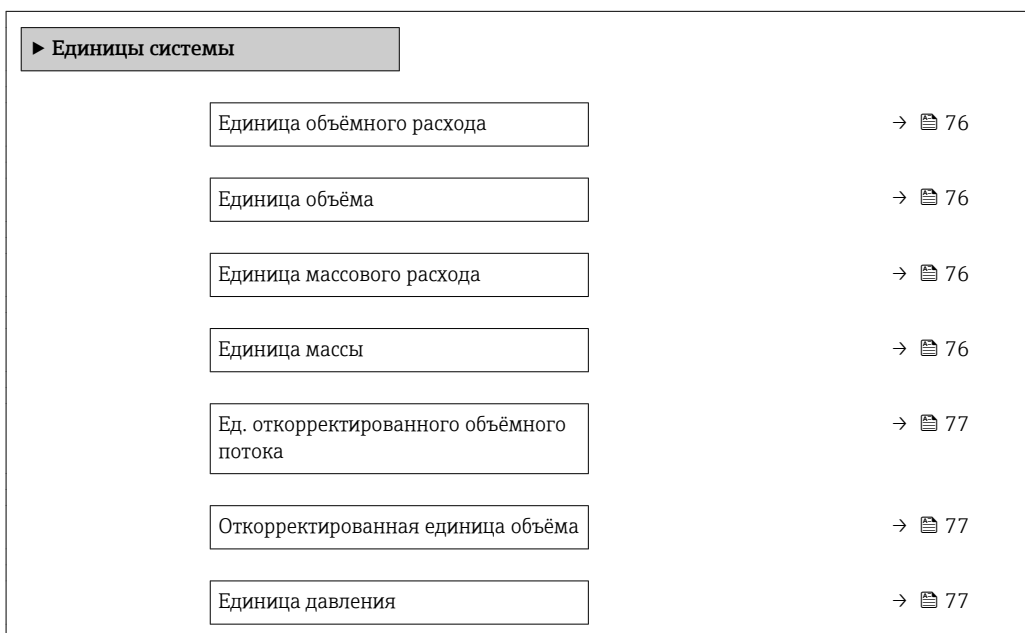 ▶ Единицы системы
Единица объёмного расхода → 76
Единица объёма → 76
Единица массового расхода → 76
Единица массы → 76
Ед. откорректированного объёмного → 77
потока
Откорректированная единица объёма → 77
Единица давления → 77